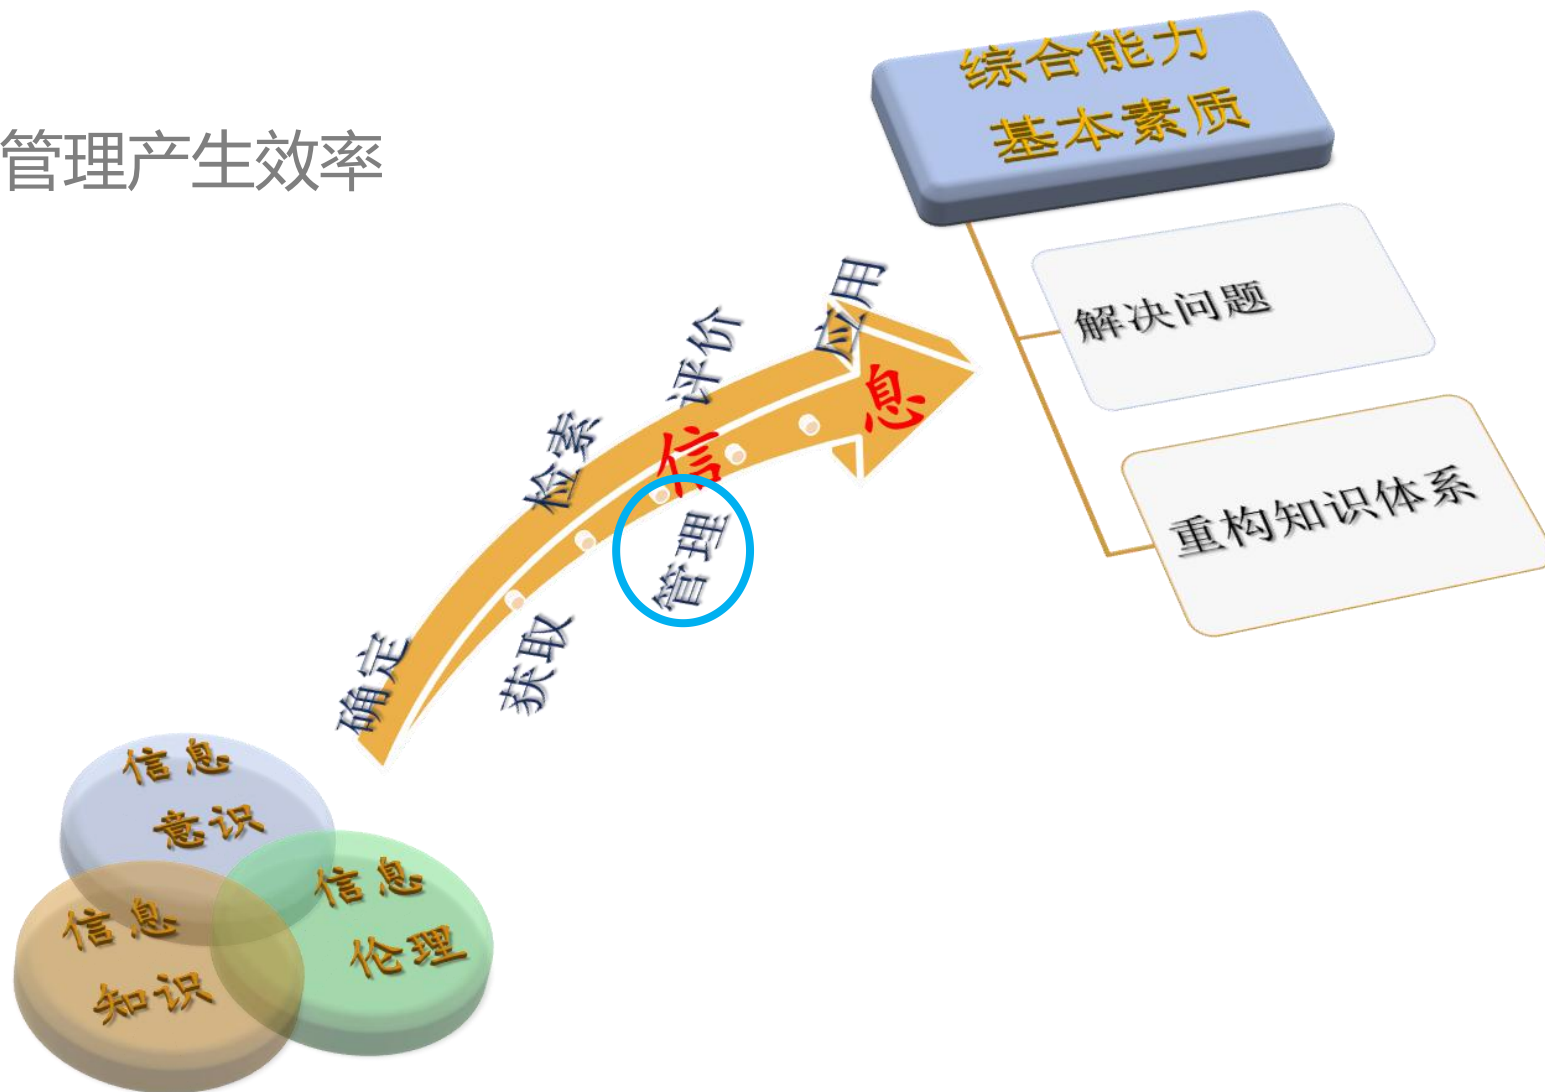 管理产生效率
综合能力
基本素质
解决问题
重构知识体系
应用
评价
检索
信息
管理
获取
确定
信息
意识
信息
伦理
信息
知识